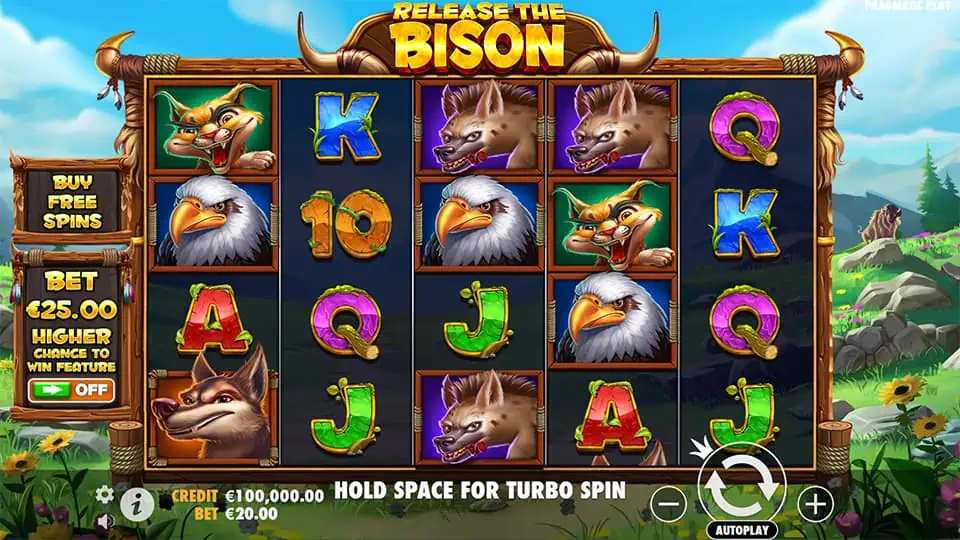 RELEASE THE
BISON
PRAGMATIC PLAY
K
Q
BUY
FREE
SPINS
10
K
BET
€25.00
HIGHER
CHANCE TO
WIN FEATURE
OFF
A
Q
J
Q
J
A
J
CREDIT €100,000.00
BET €20.00
HOLD SPACE FOR TURBO SPIN
AUTOPLAY